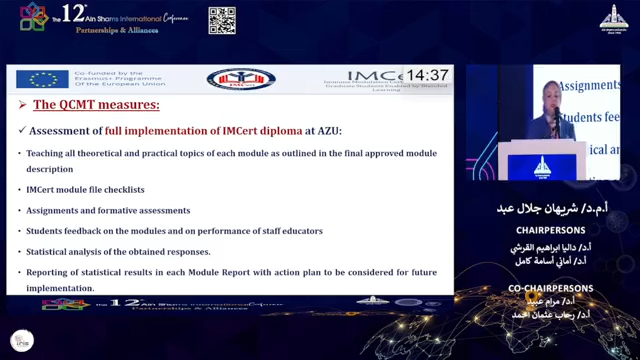 The 12th Ain Shams International Conference
Partnerships & Alliances
Co-funded by the
Erasmus+ Programme
Of the European Union
IMCe
14:37
Learning
The QCMT measures:
Assessment of full implementation of IMCert diploma at AZU:
Teaching all theoretical and practical topics of each module as outlined in the final approved module
description
IMCert module file checklists
Assignments and formative assessments
Students feedback on the modules and on performance of staff educators
Statistical analysis of the obtained responses.
Reporting of statistical results in each Module Report with action plan to be considered for future
implementation.
The 12th Ain Shams International Conference
Partnerships & Alliances
Assignments
tudents fee
ical and
أ.م.د/ شريهان جلال عبد
CHAIRPERSONS
أ.د/ داليا ابراهيم القرشي
أ.د/ أماني أسامة كامل
CO-CHAIRPERSONS
أ.د/ مرام عبيد
أ.د/ رحاب عثمان احمد